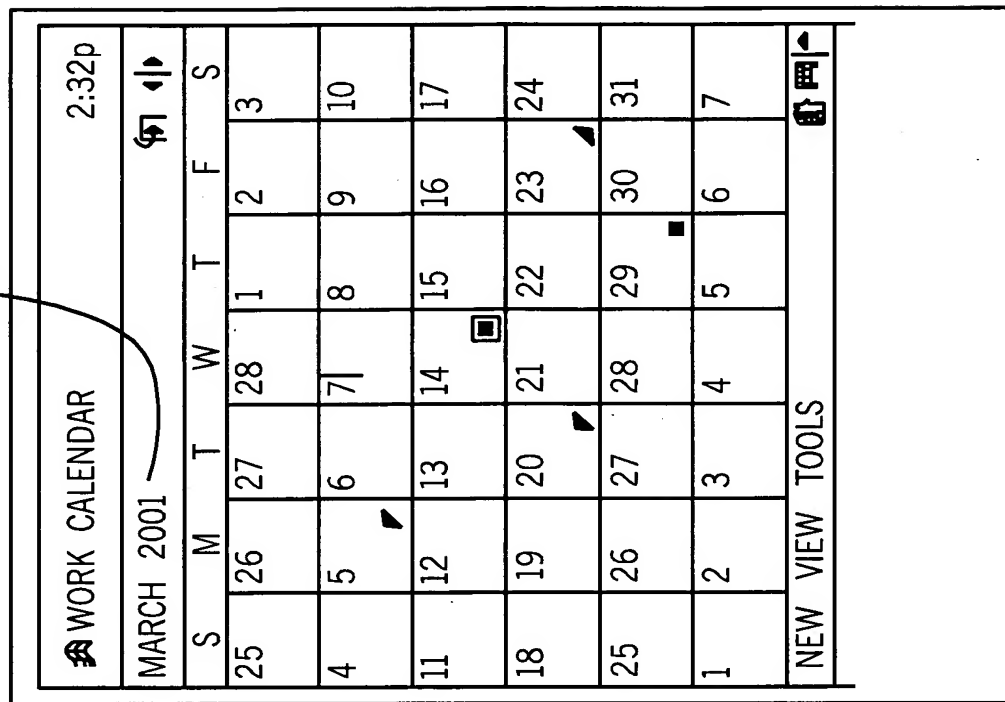 WORK CALENDAR 2:32p
MARCH 2001
S M T W T F S
25 26 27 28 1 2 3
4 5 6 7 8 9 10
11 12 13 14 15 16 17
18 19 20 21 22 23 24
25 26 27 28 29 30 31
1 2 3 4 5 6 7
NEW VIEW TOOLS